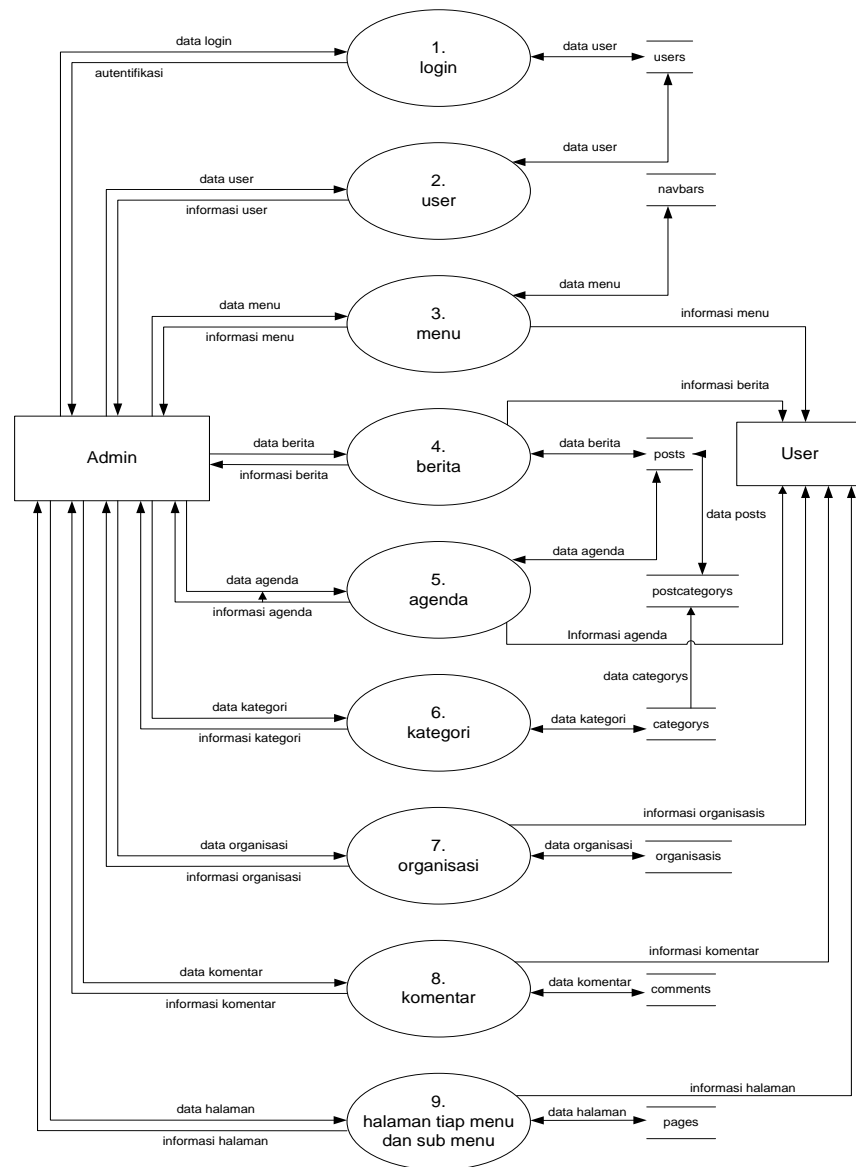 data login
autentifikasi
1.
login
data user
users
data user
data user
informasi user
2.
user
navbars
data menu
data menu
informasi menu
3.
menu
informasi menu
informasi berita
Admin
data berita
informasi berita
4.
berita
data berita
posts
User
data posts
data agenda
data agenda
informasi agenda
5.
agenda
postcategorys
Informasi agenda
data categorys
data kategori
informasi kategori
6.
kategori
data kategori
categorys
informasi organisasis
data organisasi
informasi organisasi
7.
organisasi
data organisasi
organisasis
informasi komentar
data komentar
informasi komentar
8.
komentar
data komentar
comments
informasi halaman
data halaman
informasi halaman
9.
halaman tiap menu
dan sub menu
data halaman
pages